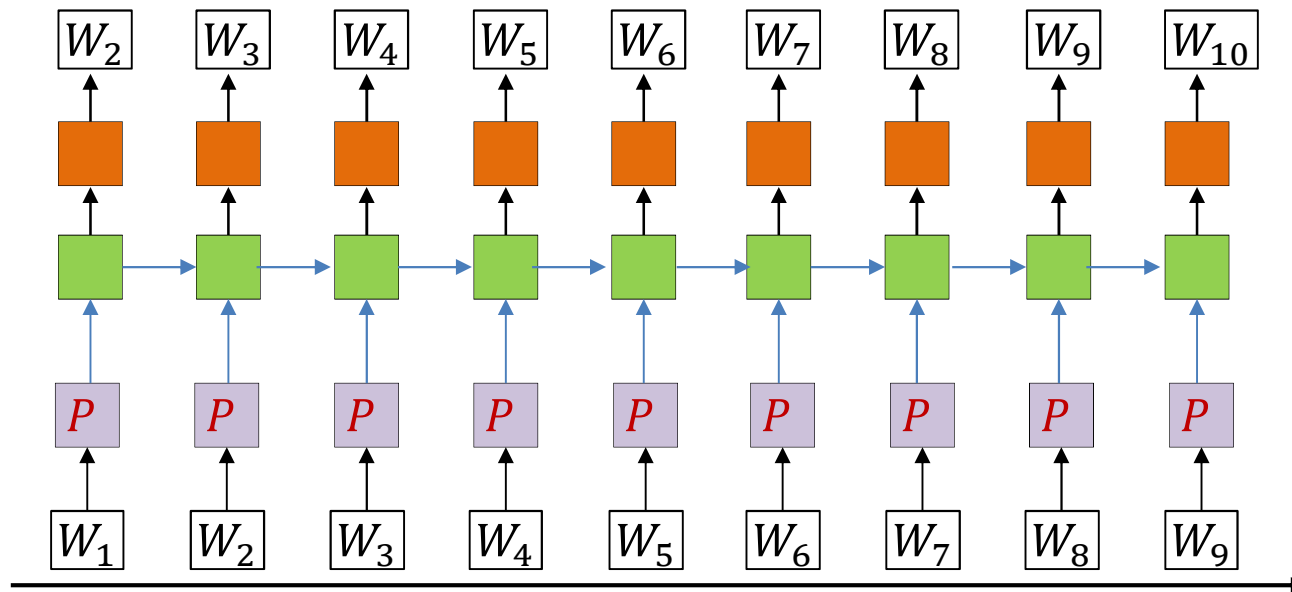 W₂ W₃ W₄ W₅ W₆ W₇ W₈ W₉ W₁₀
P P P P P P P P P
W₁ W₂ W₃ W₄ W₅ W₆ W₇ W₈ W₉